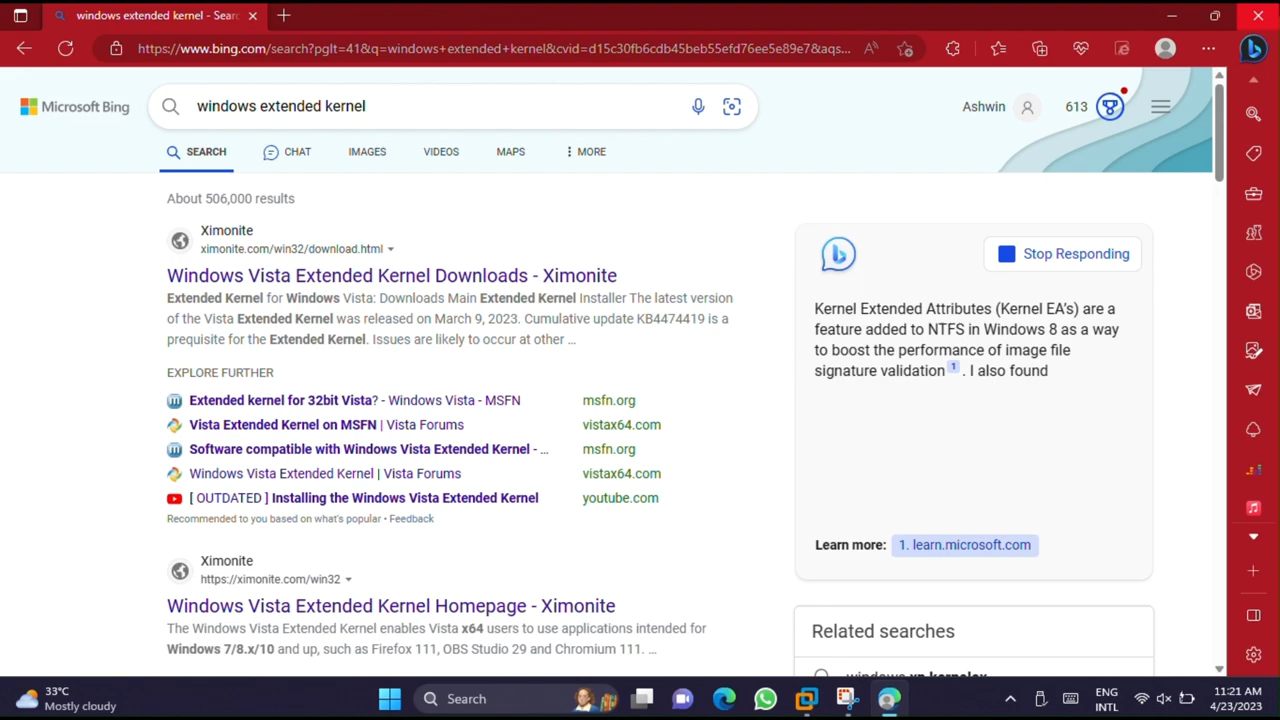 windows extended kernel - Searc
https://www.bing.com/search?pglt=41&q=windows+extended+kernel&cvid=d15c30fb6cdb45beb55efd76ee5e89e7&aqs...
Microsoft Bing
windows extended kernel
Ashwin
613
SEARCH
CHAT
IMAGES
VIDEOS
MAPS
MORE
About 506,000 results
Ximonite
ximonite.com/win32/download.html
Windows Vista Extended Kernel Downloads - Ximonite
Extended Kernel for Windows Vista: Downloads Main Extended Kernel Installer The latest version
of the Vista Extended Kernel was released on March 9, 2023. Cumulative update KB4474419 is a
prequisite for the Extended Kernel. Issues are likely to occur at other ...
EXPLORE FURTHER
Extended kernel for 32bit Vista? - Windows Vista - MSFN
msfn.org
Vista Extended Kernel on MSFN | Vista Forums
vistax64.com
Software compatible with Windows Vista Extended Kernel - ...
msfn.org
Windows Vista Extended Kernel | Vista Forums
vistax64.com
[ OUTDATED ] Installing the Windows Vista Extended Kernel
youtube.com
Recommended to you based on what's popular • Feedback
Ximonite
https://ximonite.com/win32
Windows Vista Extended Kernel Homepage - Ximonite
The Windows Vista Extended Kernel enables Vista x64 users to use applications intended for
Windows 7/8.x/10 and up, such as Firefox 111, OBS Studio 29 and Chromium 111. ...
Stop Responding
Kernel Extended Attributes (Kernel EA's) are a
feature added to NTFS in Windows 8 as a way
to boost the performance of image file
signature validation 1 . I also found
Learn more: 1. learn.microsoft.com
Related searches
windows xp kernelex
33°C
Mostly cloudy
Search
ENG
INTL
11:21 AM
4/23/2023